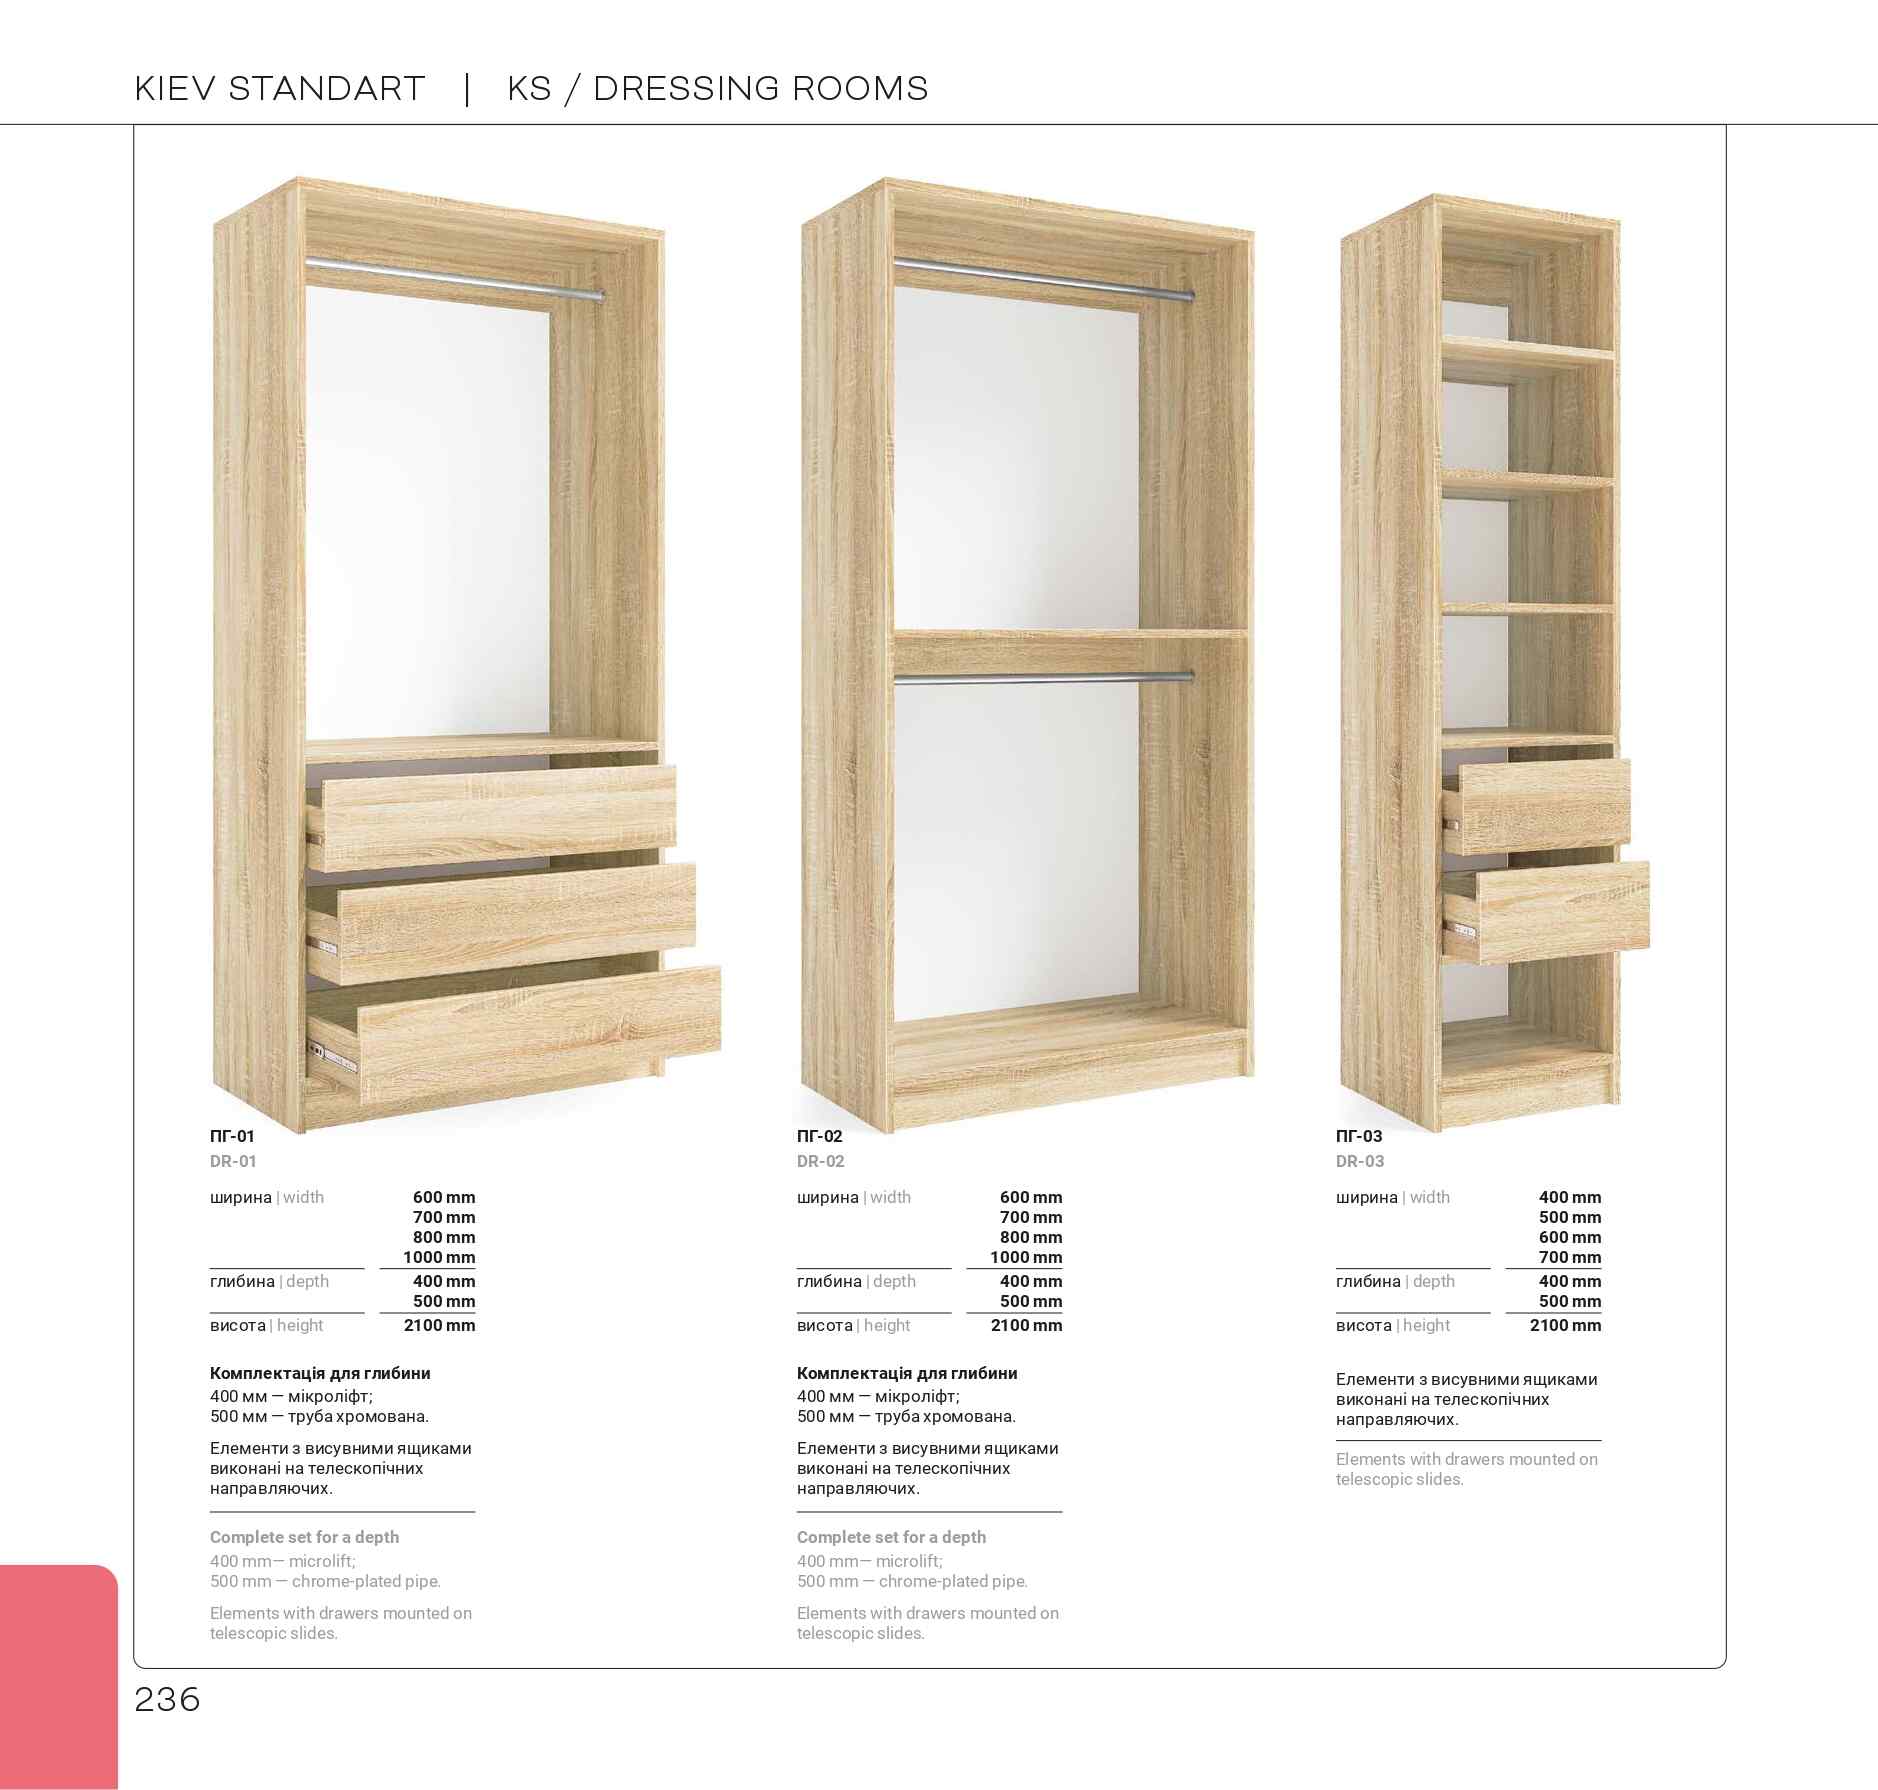 KIEV STANDART | KS / DRESSING ROOMS
ПГ-01
DR-01
ширина | width 600 mm
700 mm
800 mm
1000 mm
глибина | depth 400 mm
500 mm
висота | height 2100 mm
Комплектація для глибини
400 мм — мікроліфт;
500 мм — труба хромована.
Елементи з висувними ящиками
виконані на телескопічних
направляючих.
Complete set for a depth
400 mm— microlift;
500 mm — chrome-plated pipe.
Elements with drawers mounted on
telescopic slides.
ПГ-02
DR-02
ширина | width 600 mm
700 mm
800 mm
1000 mm
глибина | depth 400 mm
500 mm
висота | height 2100 mm
Комплектація для глибини
400 мм — мікроліфт;
500 мм — труба хромована.
Елементи з висувними ящиками
виконані на телескопічних
направляючих.
Complete set for a depth
400 mm— microlift;
500 mm — chrome-plated pipe.
Elements with drawers mounted on
telescopic slides.
ПГ-03
DR-03
ширина | width 400 mm
500 mm
600 mm
700 mm
глибина | depth 400 mm
500 mm
висота | height 2100 mm
Елементи з висувними ящиками
виконані на телескопічних
направляючих.
Elements with drawers mounted on
telescopic slides.
236